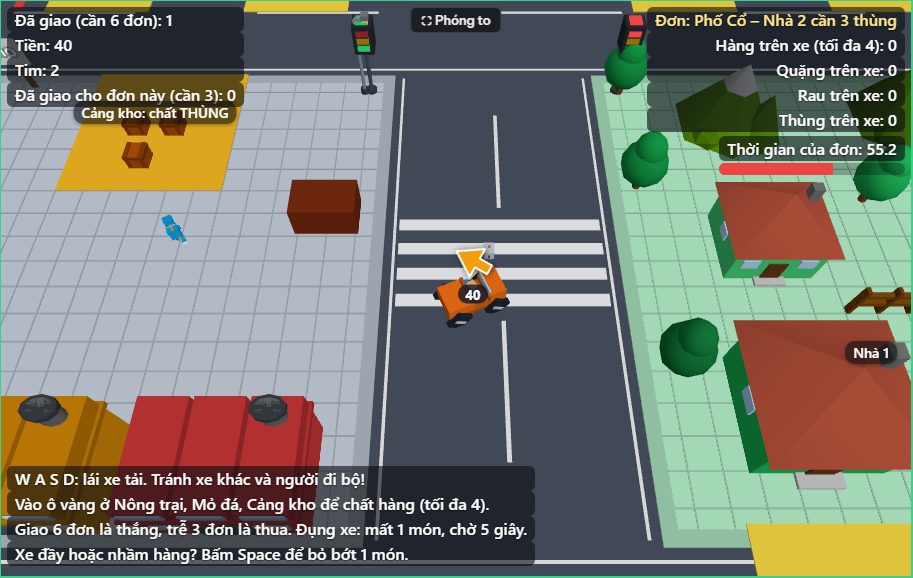 Đã giao (cần 6 đơn): 1
Tiền: 40
Tim: 2
Đã giao cho đơn này (cần 3): 0
Cảng kho: chất THÙNG
Phóng to
Đơn: Phố Cổ – Nhà 2 cần 3 thùng
Hàng trên xe (tối đa 4): 0
Quặng trên xe: 0
Rau trên xe: 0
Thùng trên xe: 0
Thời gian của đơn: 55.2
40
Nhà 1
W A S D: lái xe tải. Tránh xe khác và người đi bộ!
Vào ô vàng ở Nông trại, Mỏ đá, Cảng kho để chất hàng (tối đa 4).
Giao 6 đơn là thắng, trễ 3 đơn là thua. Đụng xe: mất 1 món, chờ 5 giây.
Xe đầy hoặc nhầm hàng? Bấm Space để bỏ bớt 1 món.